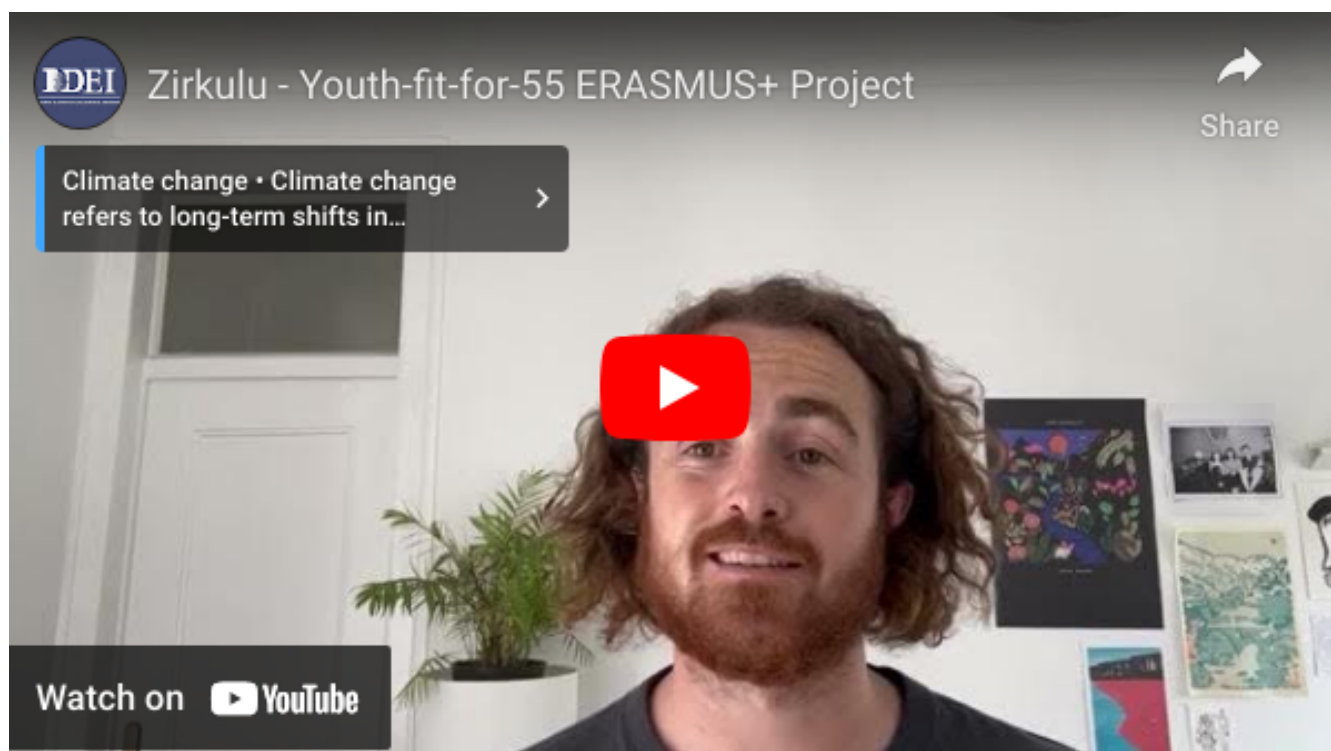 IDEI
Zirkulu - Youth-fit-for-55 ERASMUS+ Project
Share
Climate change • Climate change
refers to long-term shifts in...
Watch on YouTube